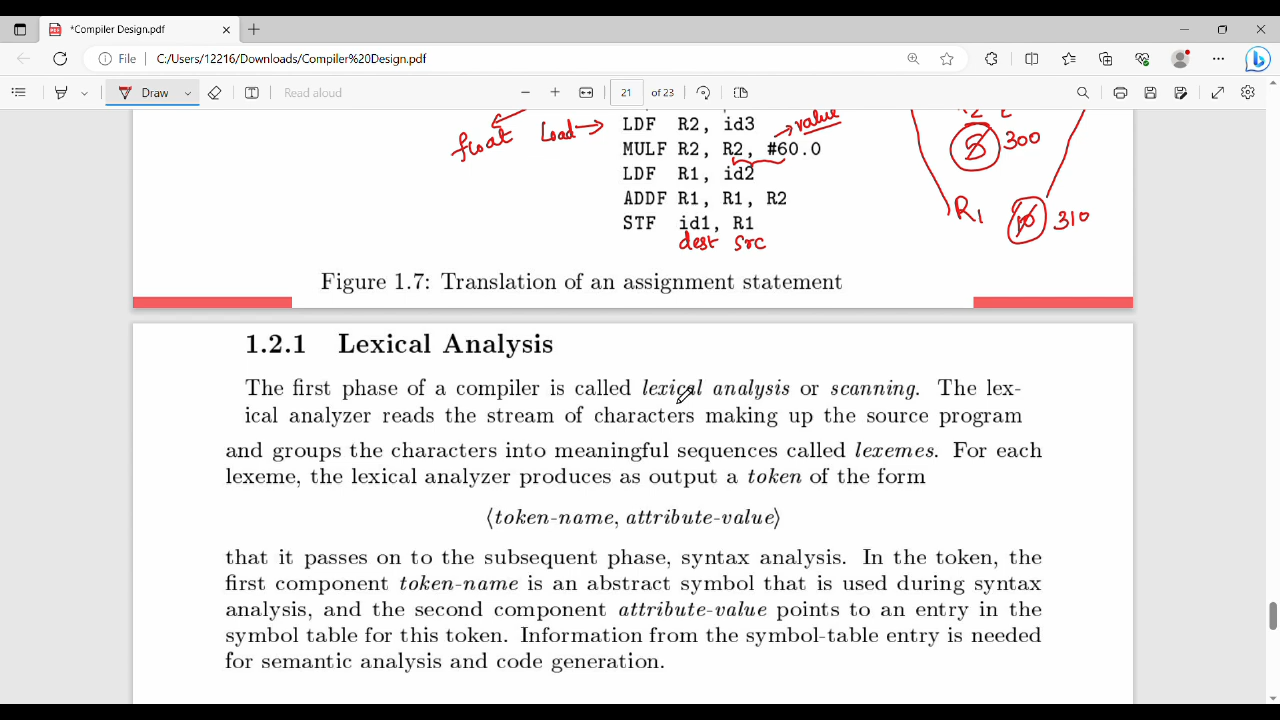 *Compiler Design.pdf
File C:/Users/12216/Downloads/Compiler%20Design.pdf
Draw Read aloud 21 of 23
float Load → LDF R2, id3 → value
MULF R2, R2, #60.0 300
LDF R1, id2
ADDF R1, R1, R2
STF id1, R1 R1 310
dest src
Figure 1.7: Translation of an assignment statement
1.2.1 Lexical Analysis
The first phase of a compiler is called lexical analysis or scanning. The lex-
ical analyzer reads the stream of characters making up the source program
and groups the characters into meaningful sequences called lexemes. For each
lexeme, the lexical analyzer produces as output a token of the form
⟨token-name, attribute-value⟩
that it passes on to the subsequent phase, syntax analysis. In the token, the
first component token-name is an abstract symbol that is used during syntax
analysis, and the second component attribute-value points to an entry in the
symbol table for this token. Information from the symbol-table entry is needed
for semantic analysis and code generation.